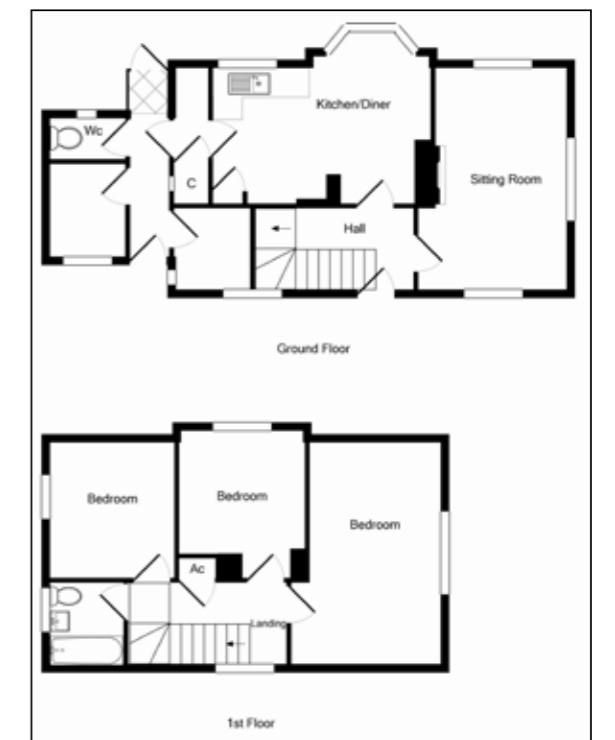 Kitchen/Diner
Wc
Sitting Room
C
Hall
Ground Floor
Bedroom
Bedroom
Bedroom
Ac
Landing
1st Floor